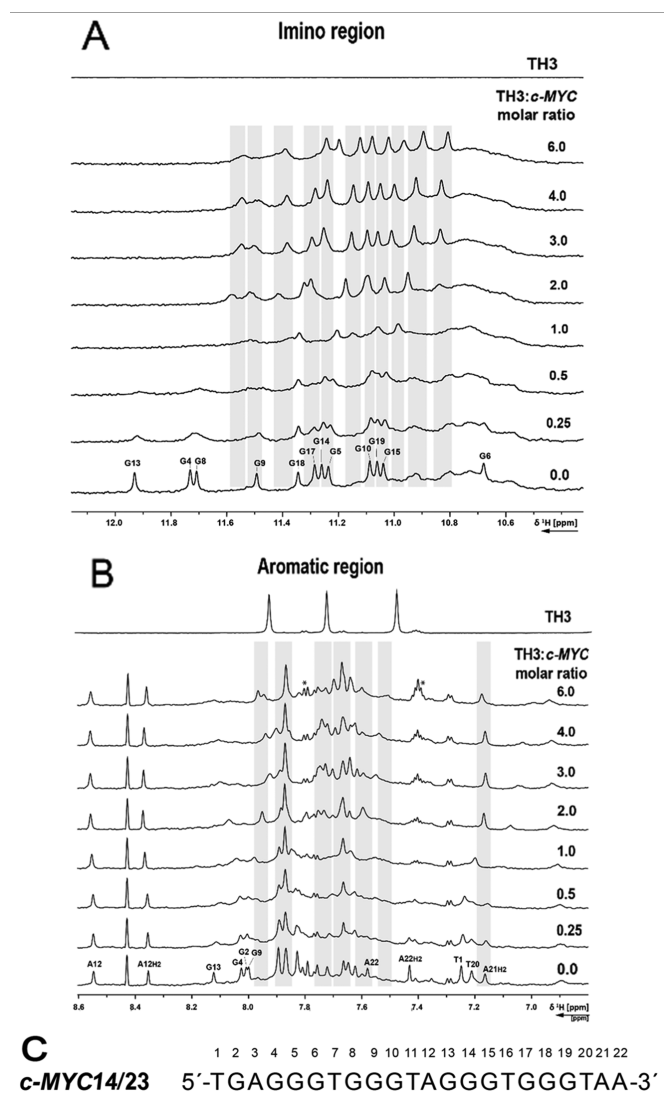 A Imino region
TH3
TH3:c-MYC
molar ratio
6.0
4.0
3.0
2.0
1.0
0.5
0.25
G13 G4 G8 G9 G18 G17 G14 G5 G10 G19 G15 G6 0.0
12.0 11.8 11.6 11.4 11.2 11.0 10.8 10.6 δ ¹H [ppm]
B Aromatic region
TH3
TH3:c-MYC
molar ratio
* * 6.0
4.0
3.0
2.0
1.0
0.5
0.25
A12 A12H2 G13 G4 G2 G9 A22 A22H2 T1 T20 A21H2 0.0
8.6 8.4 8.2 8.0 7.8 7.6 7.4 7.2 7.0 δ ¹H [ppm]
[ppm]
C 1 2 3 4 5 6 7 8 9 10 11 12 13 14 15 16 17 18 19 20 21 22
c-MYC14/23 5´-TGAGGGTGGGTAGGGTGGGTAA-3´